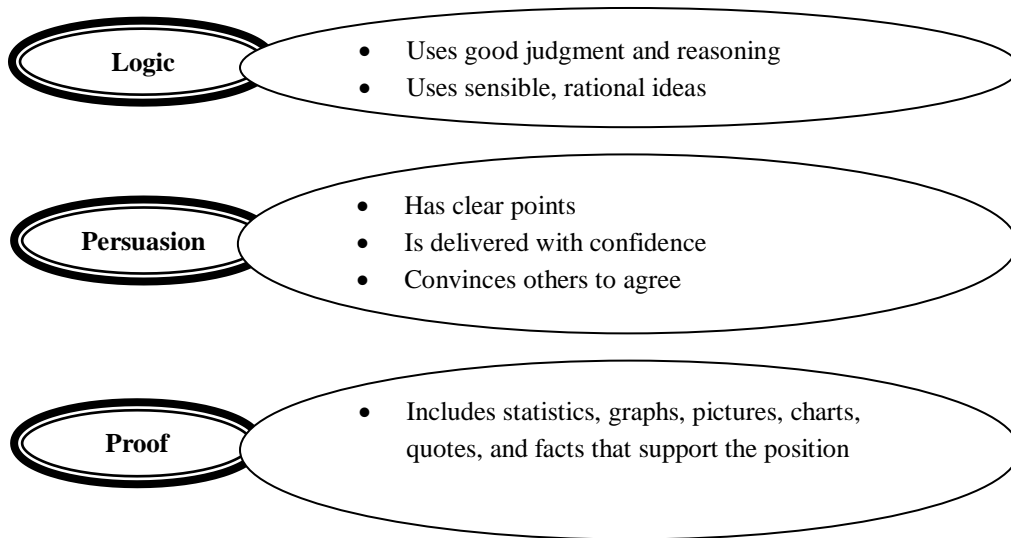 Logic
• Uses good judgment and reasoning
• Uses sensible, rational ideas
Persuasion
• Has clear points
• Is delivered with confidence
• Convinces others to agree
Proof
• Includes statistics, graphs, pictures, charts,
quotes, and facts that support the position